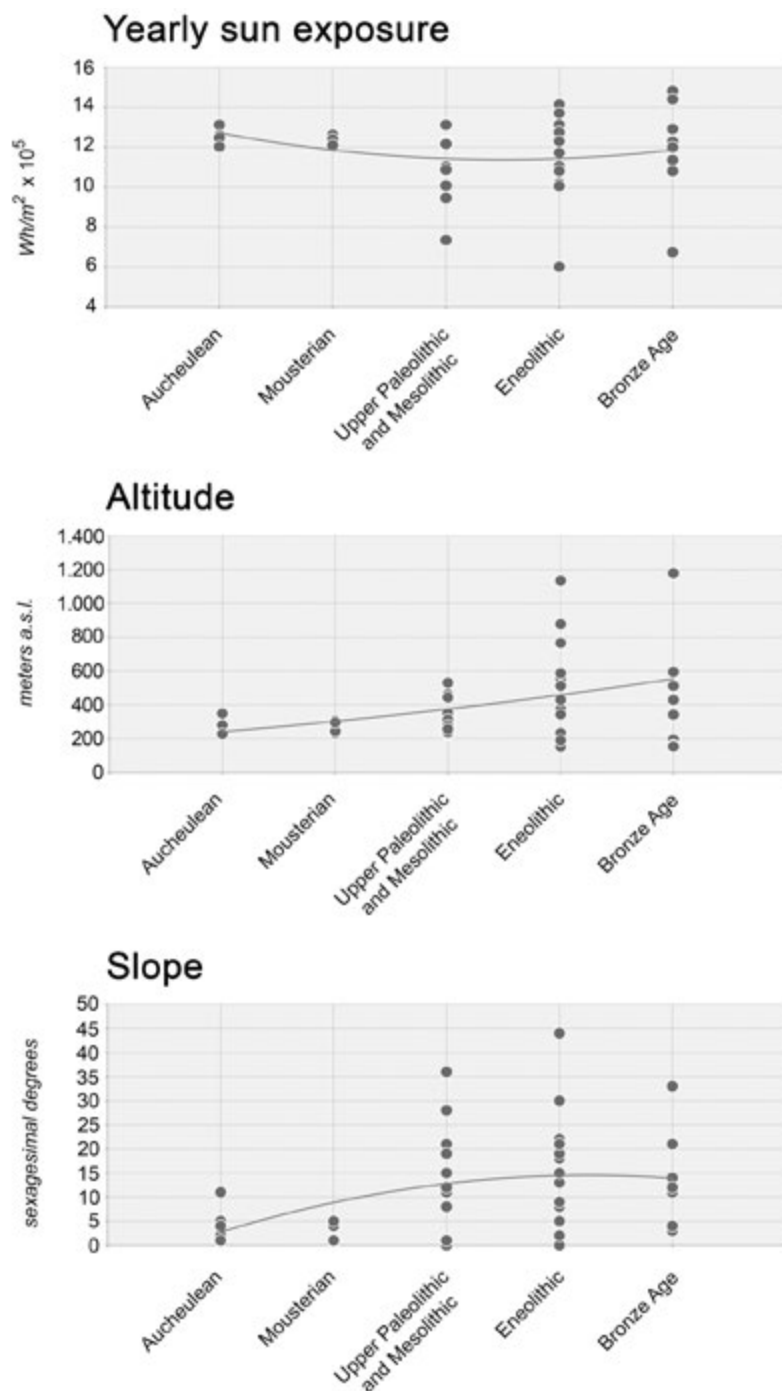 Yearly sun exposure
16
14
12
10
8
6
4
Wh/m² x 10⁵
Aucheulean
Mousterian
Upper Paleolithic
and Mesolithic
Eneolithic
Bronze Age
Altitude
1.400
1.200
1.000
800
600
400
200
0
meters a.s.l.
Aucheulean
Mousterian
Upper Paleolithic
and Mesolithic
Eneolithic
Bronze Age
Slope
50
45
40
35
30
25
20
15
10
5
0
sexagesimal degrees
Aucheulean
Mousterian
Upper Paleolithic
and Mesolithic
Eneolithic
Bronze Age